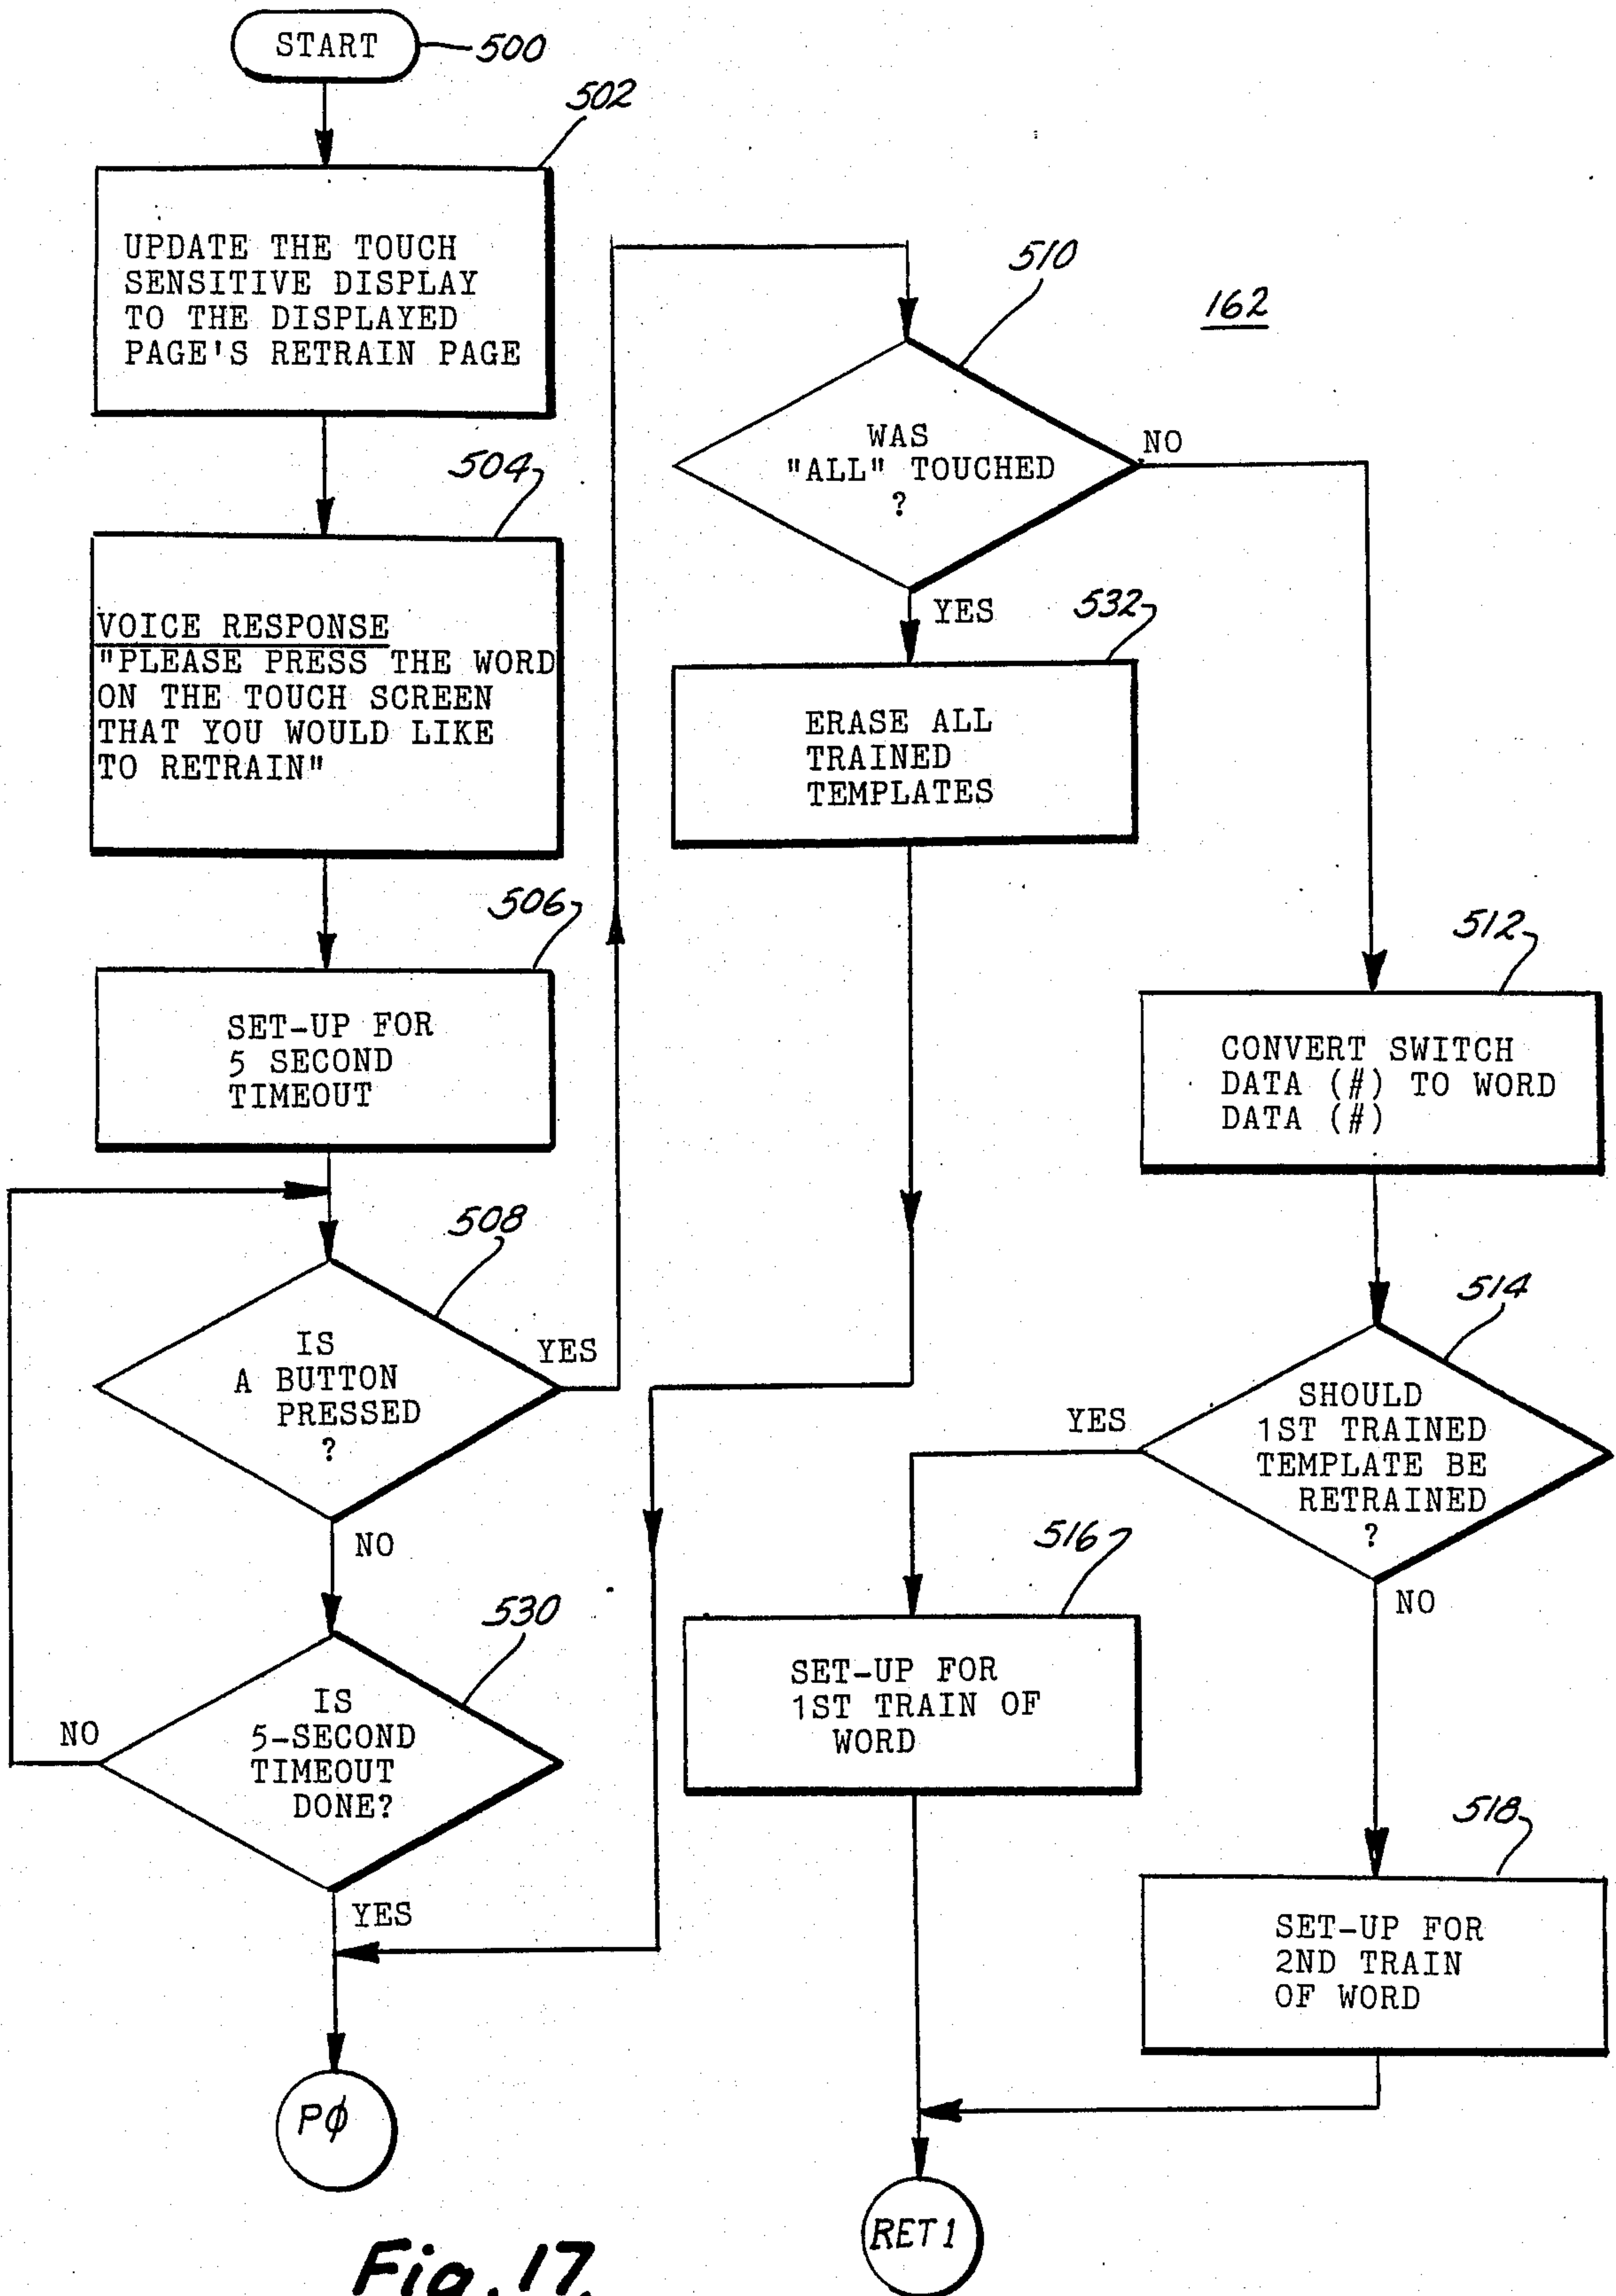 START
500
502
UPDATE THE TOUCH
SENSITIVE DISPLAY
TO THE DISPLAYED
PAGE'S RETRAIN PAGE
504
VOICE RESPONSE
"PLEASE PRESS THE WORD
ON THE TOUCH SCREEN
THAT YOU WOULD LIKE
TO RETRAIN"
506
SET-UP FOR
5 SECOND
TIMEOUT
508
IS
A BUTTON
PRESSED
?
YES
NO
530
IS
5-SECOND
TIMEOUT
DONE?
NO
YES
PØ
510
162
WAS
"ALL" TOUCHED
?
NO
YES
532
ERASE ALL
TRAINED
TEMPLATES
512
CONVERT SWITCH
DATA (#) TO WORD
DATA (#)
514
SHOULD
1ST TRAINED
TEMPLATE BE
RETRAINED
?
YES
NO
516
SET-UP FOR
1ST TRAIN OF
WORD
518
SET-UP FOR
2ND TRAIN
OF WORD
RET1
Fig. 17.